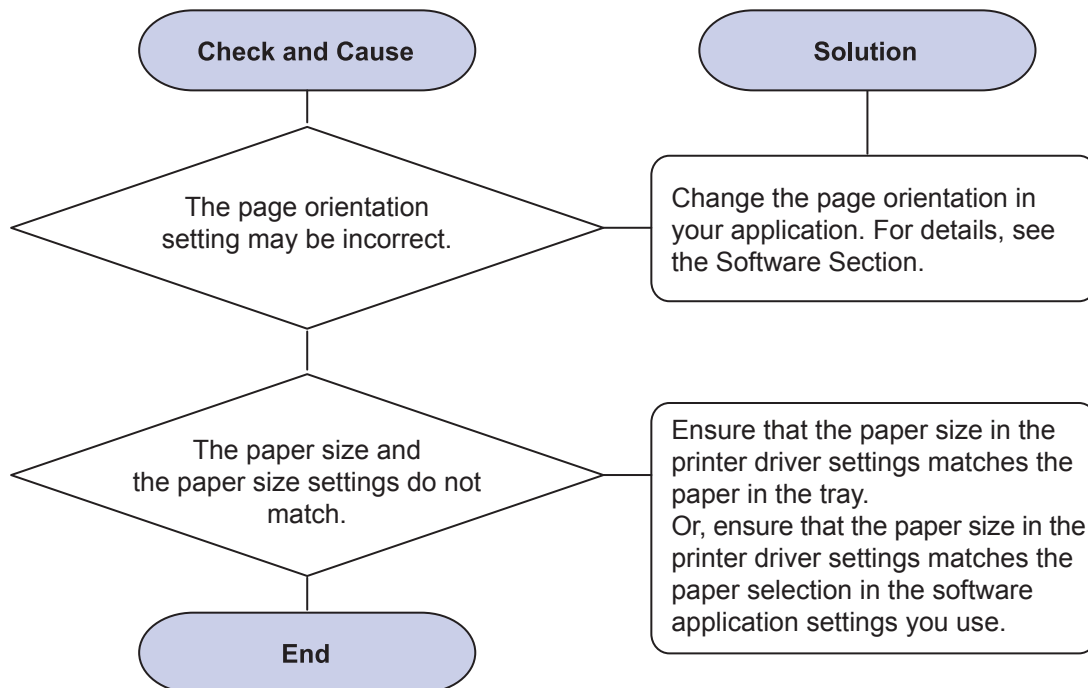 Check and Cause
Solution
The page orientation
setting may be incorrect.
Change the page orientation in
your application. For details, see
the Software Section.
The paper size and
the paper size settings do not
match.
Ensure that the paper size in the
printer driver settings matches the
paper in the tray.
Or, ensure that the paper size in the
printer driver settings matches the
paper selection in the software
application settings you use.
End